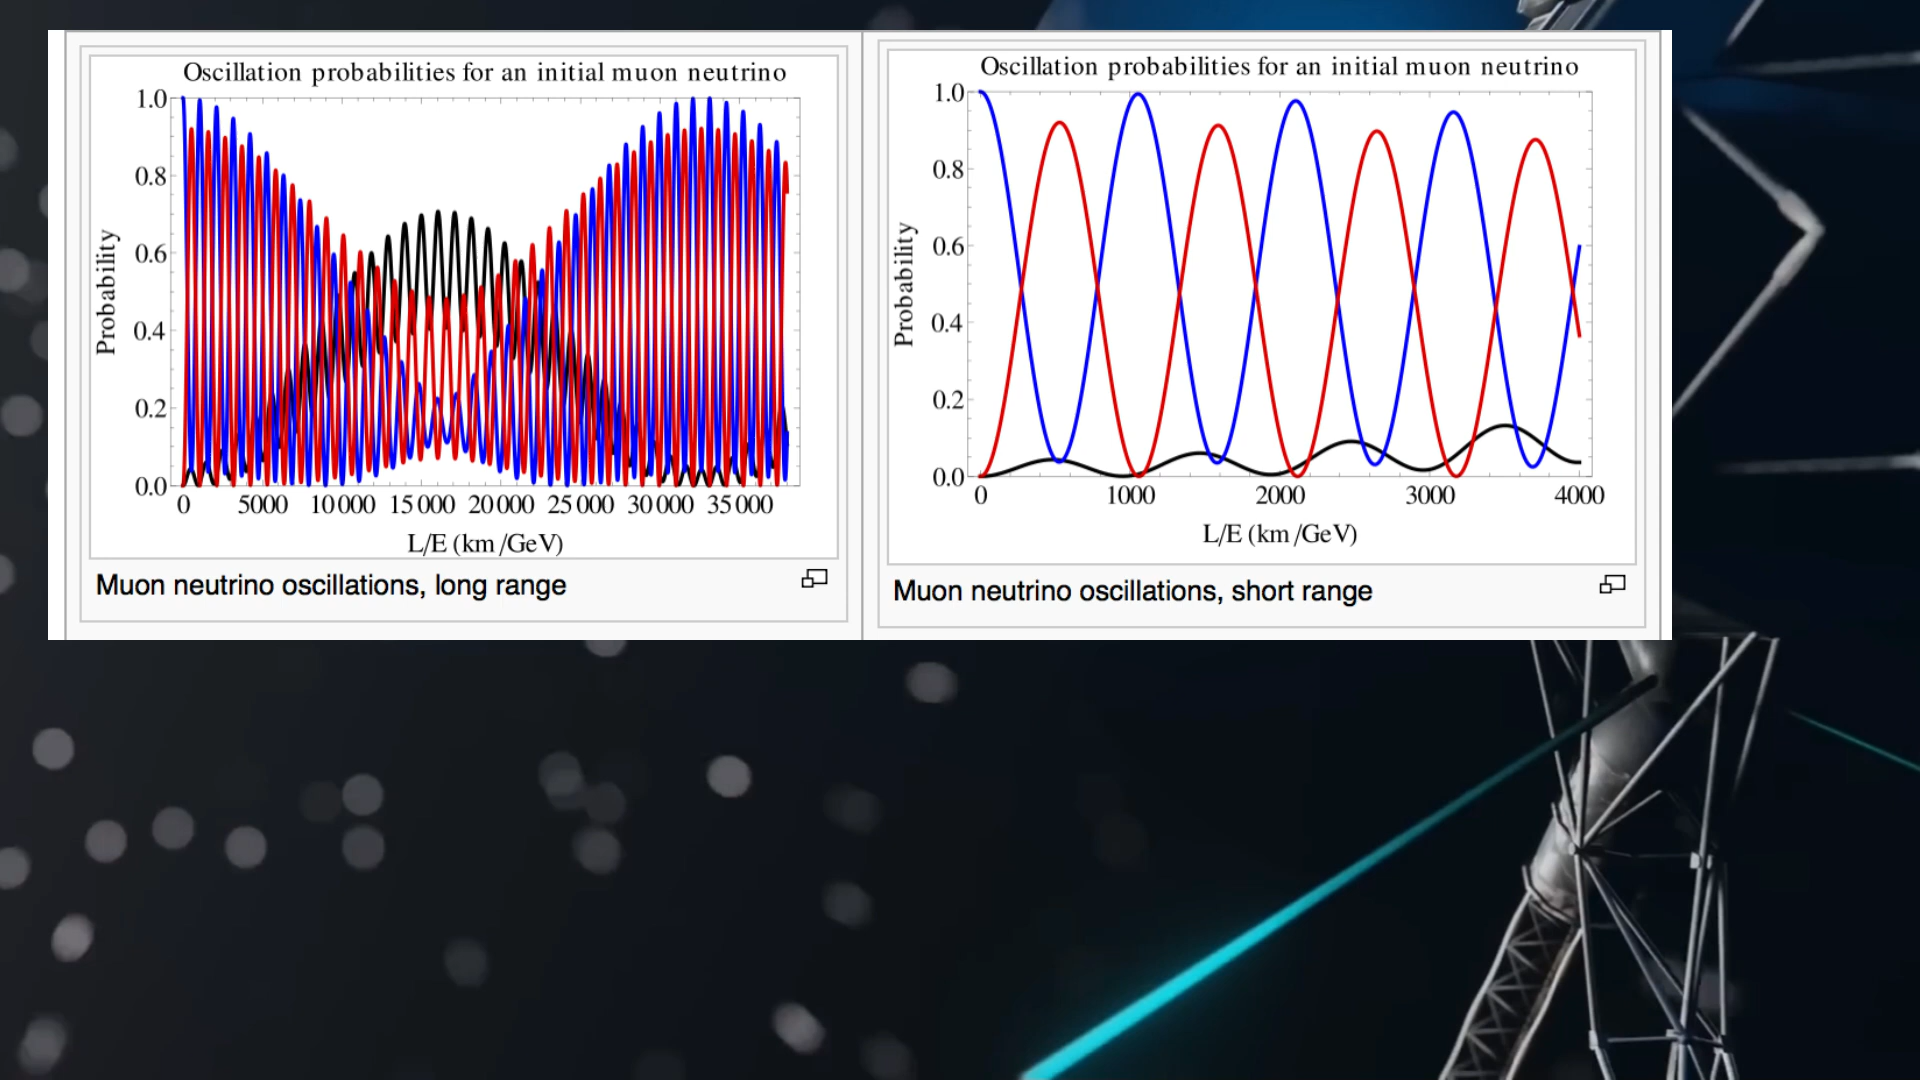 Oscillation probabilities for an initial muon neutrino
1.0
0.8
0.6
0.4
0.2
0.0
Probability
0 5000 10000 15000 20000 25000 30000 35000
L/E (km/GeV)
Muon neutrino oscillations, long range
Oscillation probabilities for an initial muon neutrino
1.0
0.8
0.6
0.4
0.2
0.0
Probability
0 1000 2000 3000 4000
L/E (km/GeV)
Muon neutrino oscillations, short range